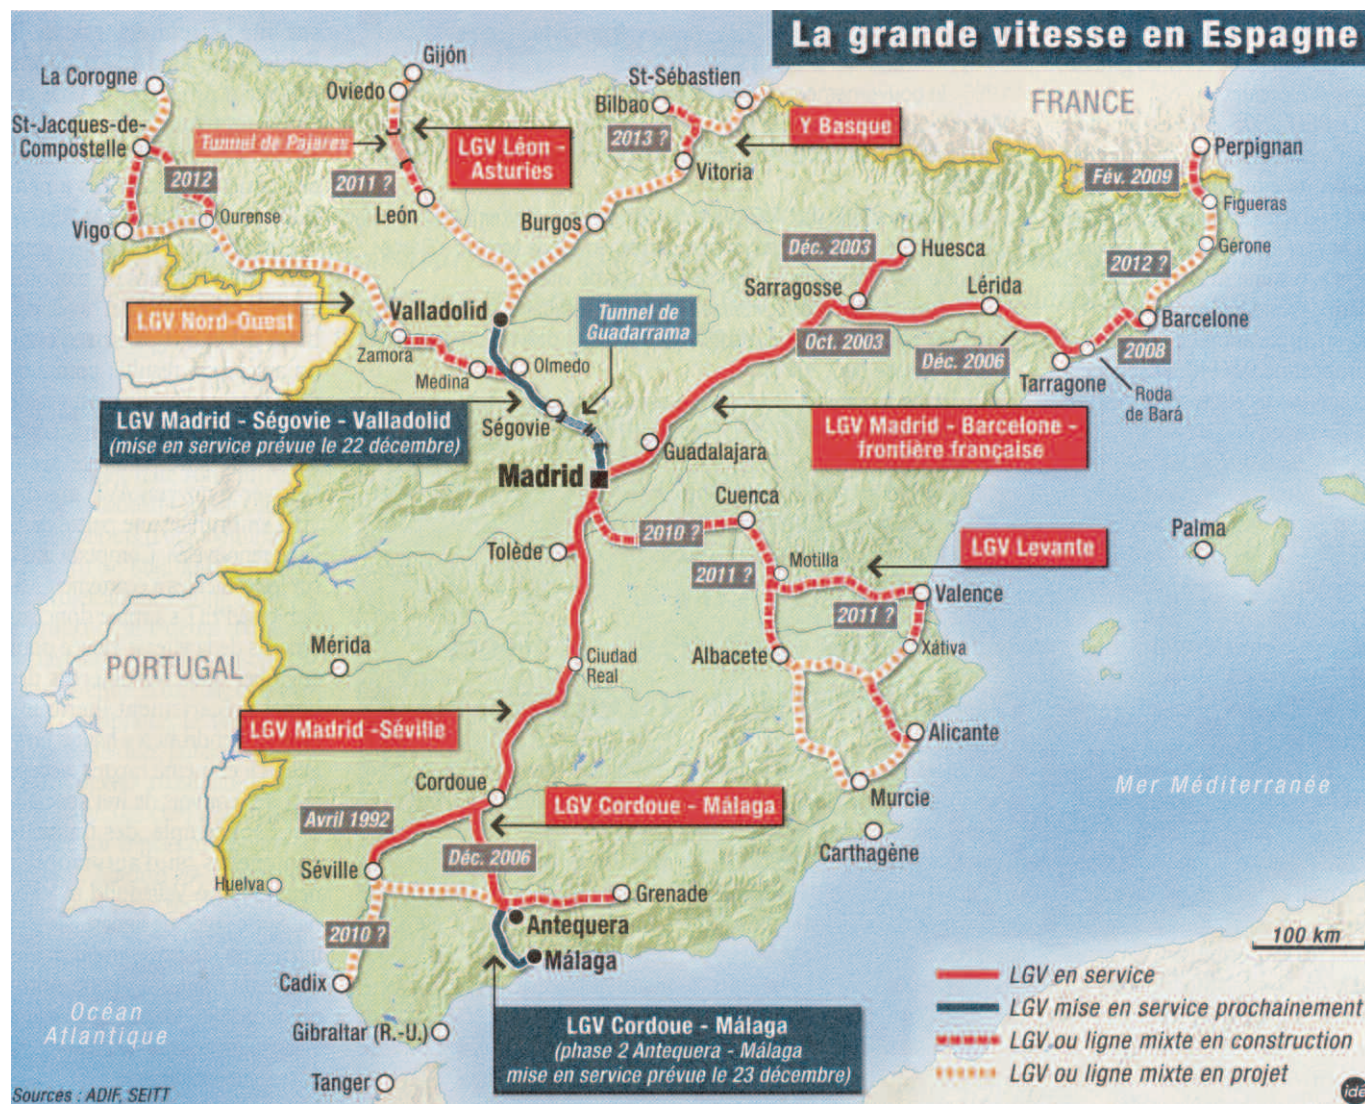 La grande vitesse en Espagne
La Corogne
Gijón
Oviedo
St-Sébastien
Bilbao
FRANCE
St-Jacques-de-
Compostelle
Tunnel de Pajares
LGV Léon -
Asturies
2013 ?
Y Basque
Perpignan
Fév. 2009
2012
2011 ?
Vitoria
León
Figueras
Vigo
Ourense
Burgos
Gérone
Déc. 2003
Huesca
2012 ?
Sarragosse
Lérida
LGV Nord-Ouest
Valladolid
Tunnel de
Guadarrama
Barcelone
Oct. 2003
Déc. 2006
2008
Zamora
Medina
Olmedo
Tarragone
Roda
de Bará
LGV Madrid - Ségovie - Valladolid
(mise en service prévue le 22 décembre)
Ségovie
Guadalajara
LGV Madrid - Barcelone -
frontière française
Madrid
Cuenca
Palma
2010 ?
Tolède
Motilla
LGV Levante
2011 ?
Valence
2011 ?
Mérida
Ciudad
Real
Albacete
Xátiva
PORTUGAL
LGV Madrid -Séville
Alicante
Cordoue
LGV Cordoue - Málaga
Murcie
Mer Méditerranée
Avril 1992
Carthagène
Déc. 2006
Séville
Huelva
Grenade
Antequera
2010 ?
Málaga
100 km
Cadix
LGV en service
Océan
Atlantique
Gibraltar (R.-U.)
LGV Cordoue - Málaga
(phase 2 Antequera - Málaga
mise en service prévue le 23 décembre)
LGV mise en service prochainement
LGV ou ligne mixte en construction
LGV ou ligne mixte en projet
Tanger
Sources : ADIF, SEITT
idé